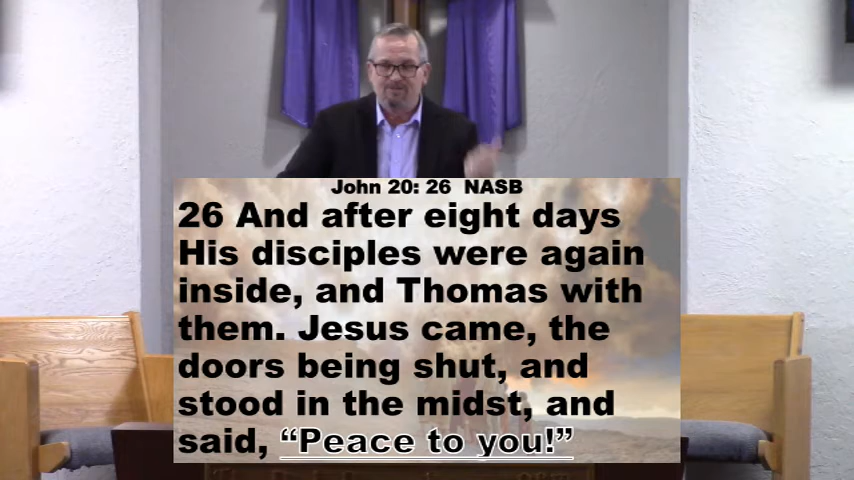 John 20: 26 NASB
26 And after eight days
His disciples were again
inside, and Thomas with
them. Jesus came, the
doors being shut, and
stood in the midst, and
said, “Peace to you!”